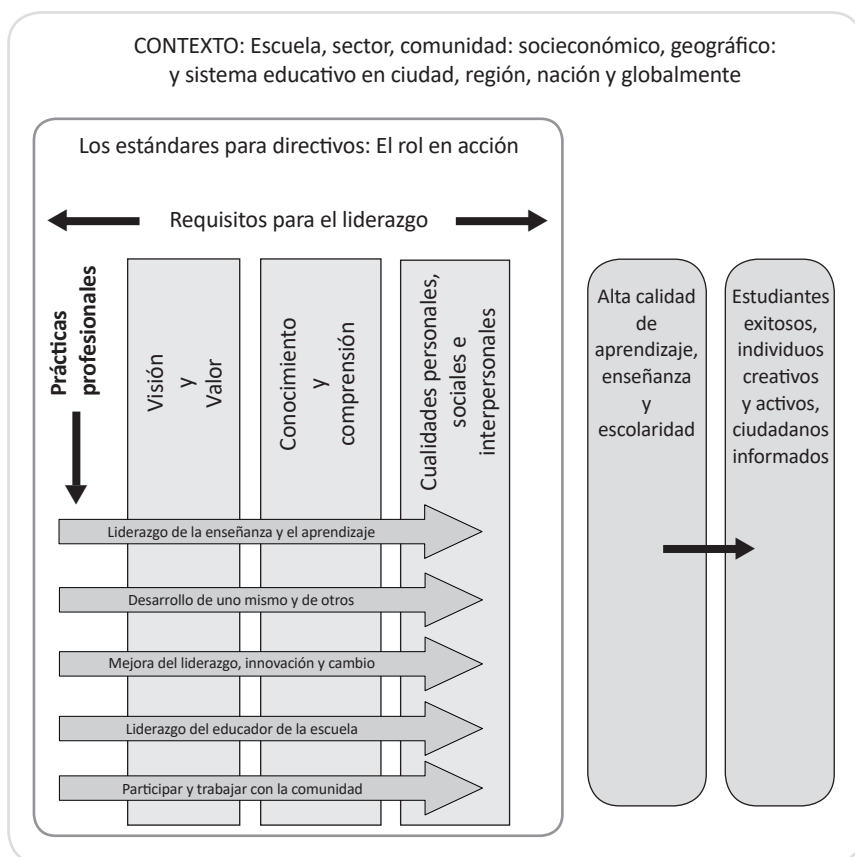 CONTEXTO: Escuela, sector, comunidad: socieconómico, geográfico:
y sistema educativo en ciudad, región, nación y globalmente
Los estándares para directivos: El rol en acción
Requisitos para el liderazgo
Prácticas
profesionales
Visión
y
Valor
Conocimiento
y
comprensión
Cualidades personales,
sociales e
interpersonales
Alta calidad
de
aprendizaje,
enseñanza
y
escolaridad
Estudiantes
exitosos,
individuos
creativos
y activos,
ciudadanos
informados
Liderazgo de la enseñanza y el aprendizaje
Desarrollo de uno mismo y de otros
Mejora del liderazgo, innovación y cambio
Liderazgo del educador de la escuela
Participar y trabajar con la comunidad